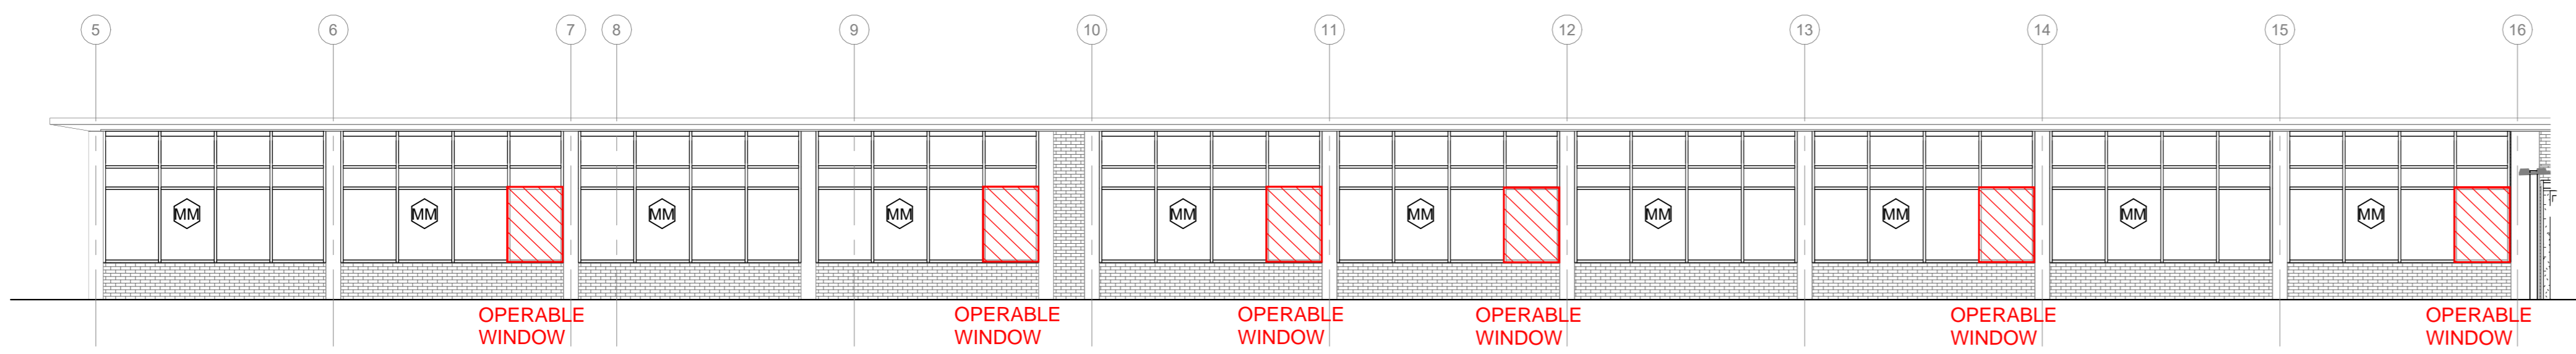 5 6 7 8 9 10 11 12 13 14 15 16
MM MM MM MM MM MM MM MM MM MM
OPERABLE OPERABLE OPERABLE OPERABLE OPERABLE OPERABLE
WINDOW WINDOW WINDOW WINDOW WINDOW WINDOW